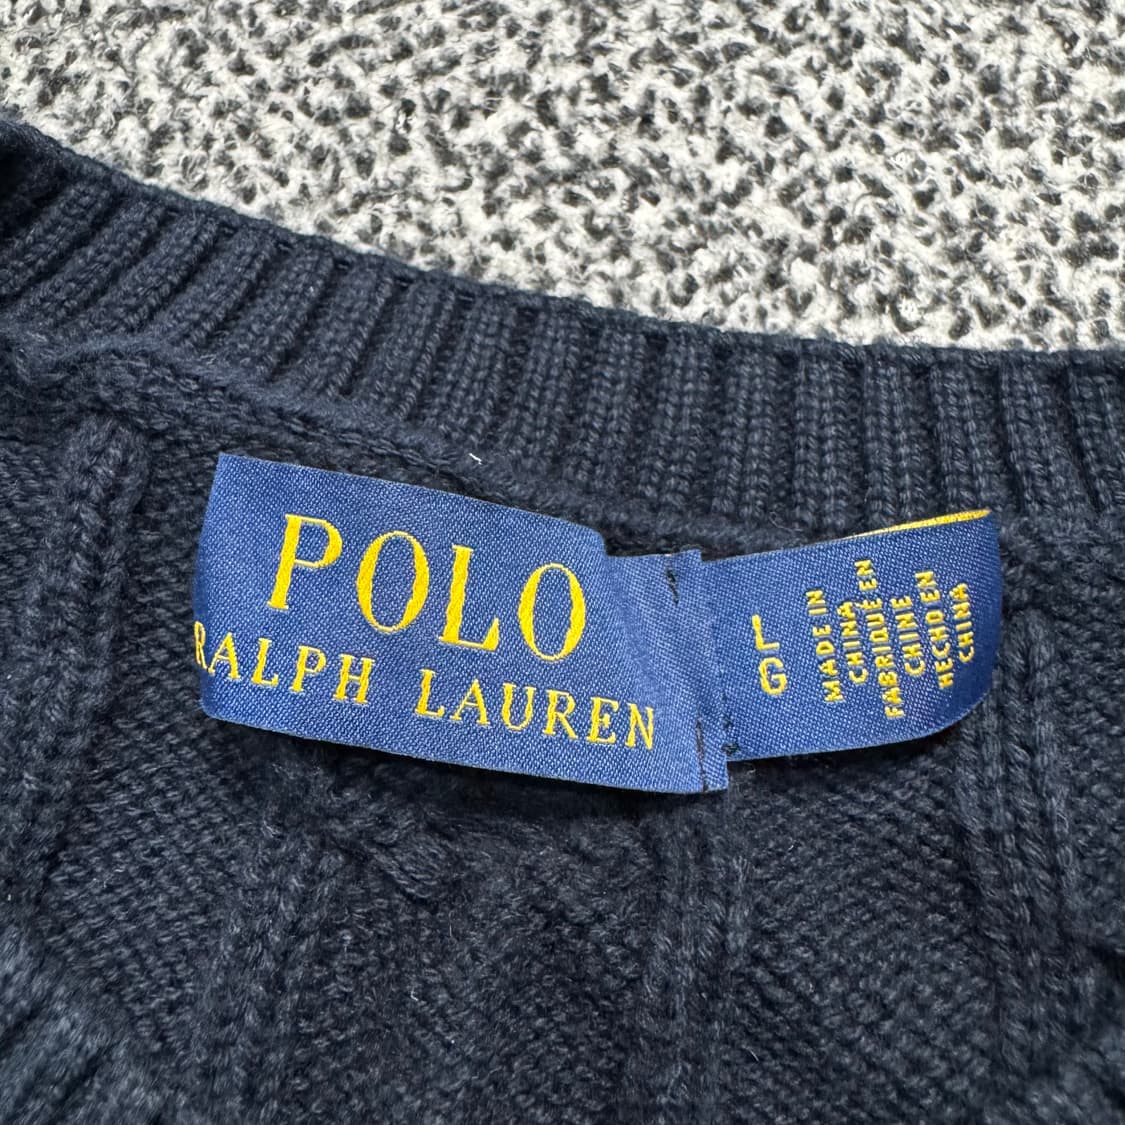 POLO
RALPH LAUREN
L
G
MADE IN
CHINA
FABRIQUÉ EN
CHINE
HECHO EN
CHINA